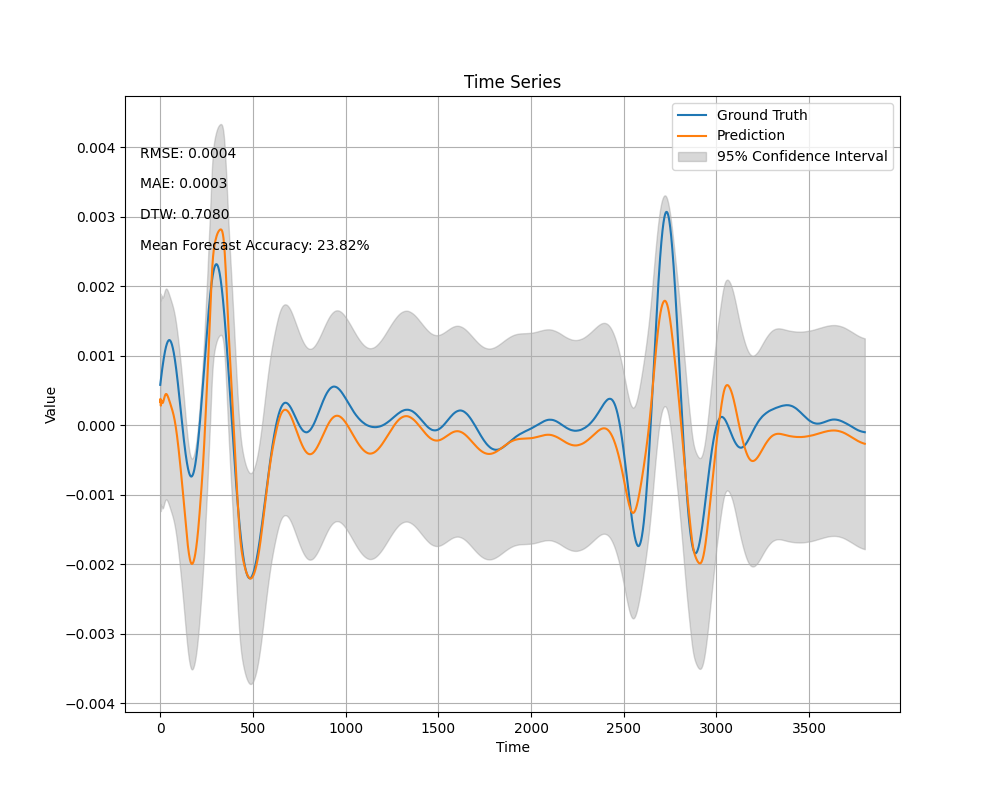 Time Series
Ground Truth
Prediction
95% Confidence Interval
RMSE: 0.0004
MAE: 0.0003
DTW: 0.7080
Mean Forecast Accuracy: 23.82%
Value
0.004
0.003
0.002
0.001
0.000
−0.001
−0.002
−0.003
−0.004
0 500 1000 1500 2000 2500 3000 3500
Time